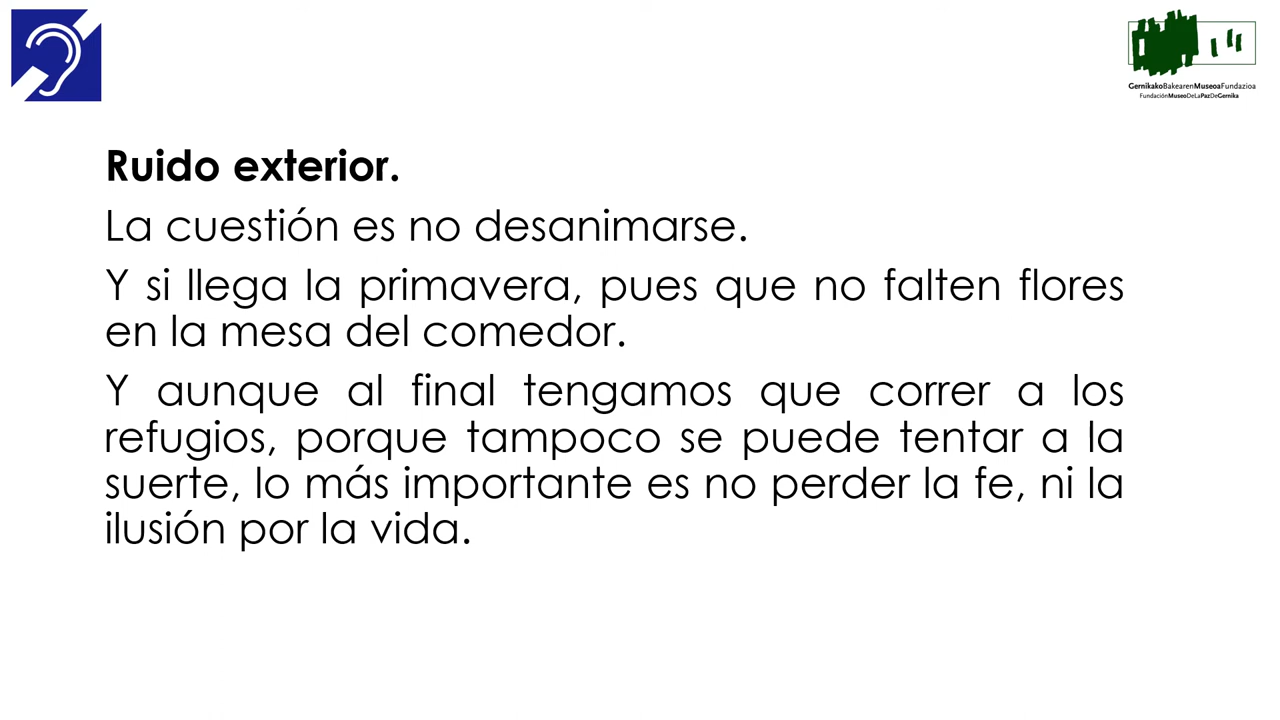 GernikakoBakearenMuseoaFundazioa
FundaciónMuseoDeLaPazDeGernika
Ruido exterior.
La cuestión es no desanimarse.
Y si llega la primavera, pues que no falten flores
en la mesa del comedor.
Y aunque al final tengamos que correr a los
refugios, porque tampoco se puede tentar a la
suerte, lo más importante es no perder la fe, ni la
ilusión por la vida.